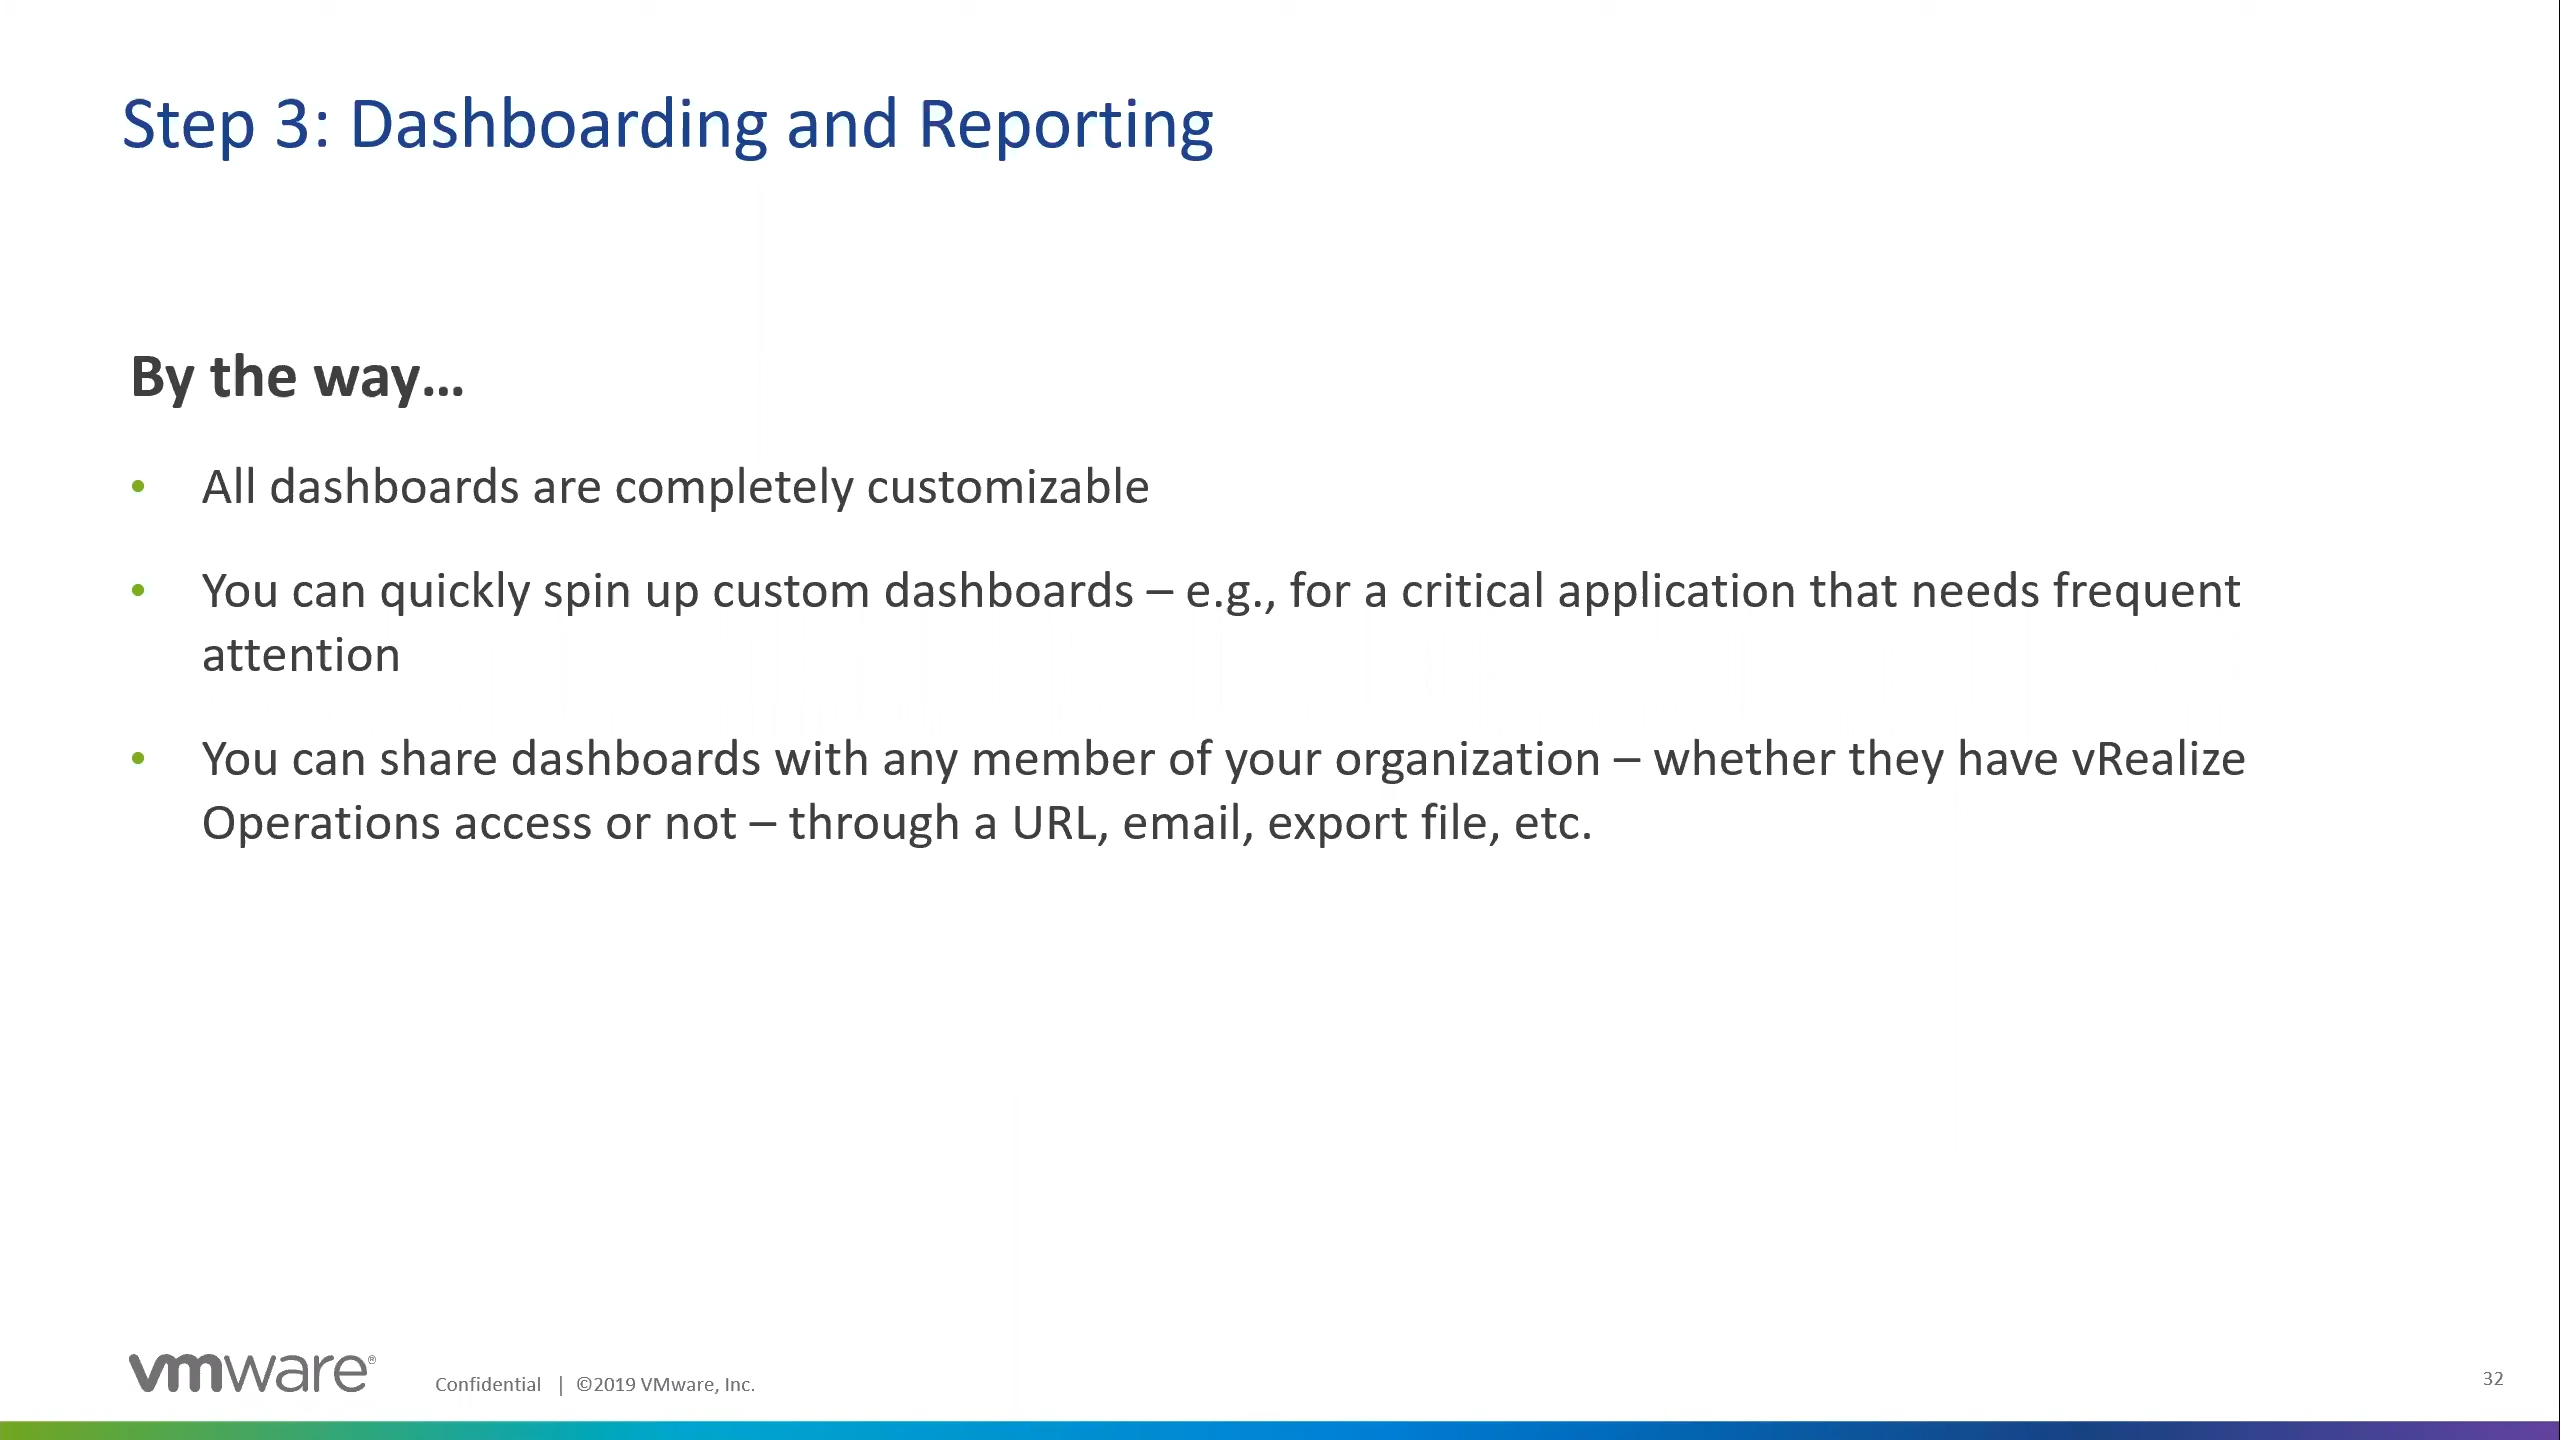 Step 3: Dashboarding and Reporting
By the way…
• All dashboards are completely customizable
• You can quickly spin up custom dashboards – e.g., for a critical application that needs frequent
attention
• You can share dashboards with any member of your organization – whether they have vRealize
Operations access or not – through a URL, email, export file, etc.
vmware®
Confidential | ©2019 VMware, Inc.
32